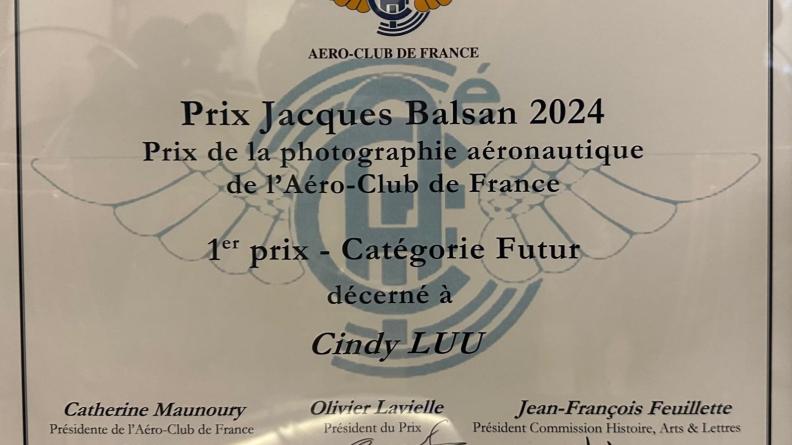 AERO-CLUB DE FRANCE
Prix Jacques Balsan 2024
Prix de la photographie aéronautique
de l'Aéro-Club de France
1er prix - Catégorie Futur
décerné à
Cindy LUU
Catherine Maunoury Olivier Lavielle Jean-François Feuillette
Présidente de l'Aéro-Club de France Président du Prix Président Commission Histoire, Arts & Lettres